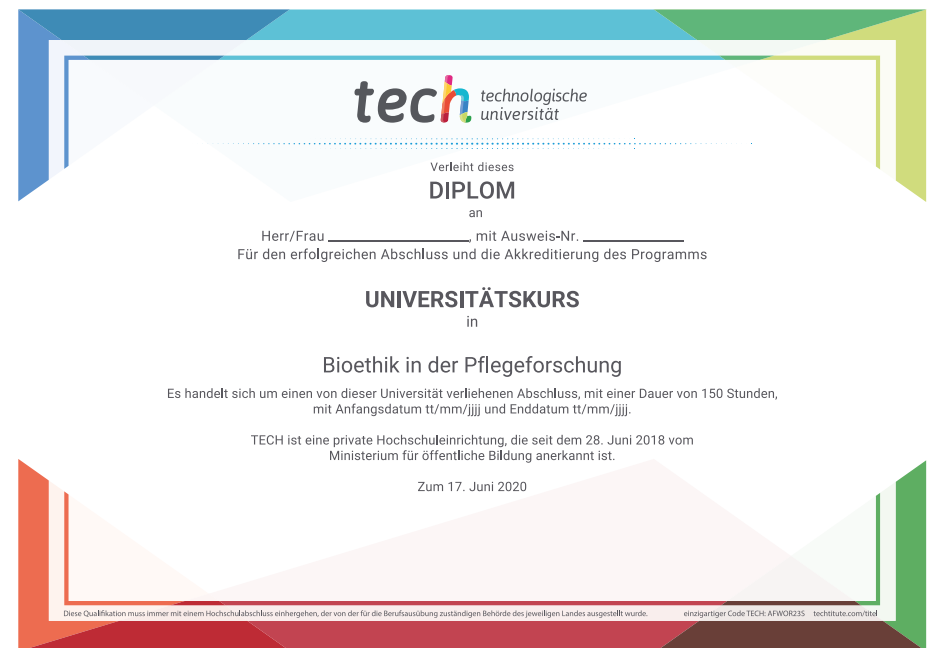 tech technologische
universität
Verleiht dieses
DIPLOM
an
Herr/Frau ____________________, mit Ausweis-Nr. ______________
Für den erfolgreichen Abschluss und die Akkreditierung des Programms
UNIVERSITÄTSKURS
in
Bioethik in der Pflegeforschung
Es handelt sich um einen von dieser Universität verliehenen Abschluss, mit einer Dauer von 150 Stunden,
mit Anfangsdatum tt/mm/jjjj und Enddatum tt/mm/jjjj.
TECH ist eine private Hochschuleinrichtung, die seit dem 28. Juni 2018 vom
Ministerium für öffentliche Bildung anerkannt ist.
Zum 17. Juni 2020
Diese Qualifikation muss immer mit einem Hochschulabschluss einhergehen, der von der für die Berufsausübung zuständigen Behörde des jeweiligen Landes ausgestellt wurde. einzigartiger Code TECH: AFWOR23S techtitute.com/titel